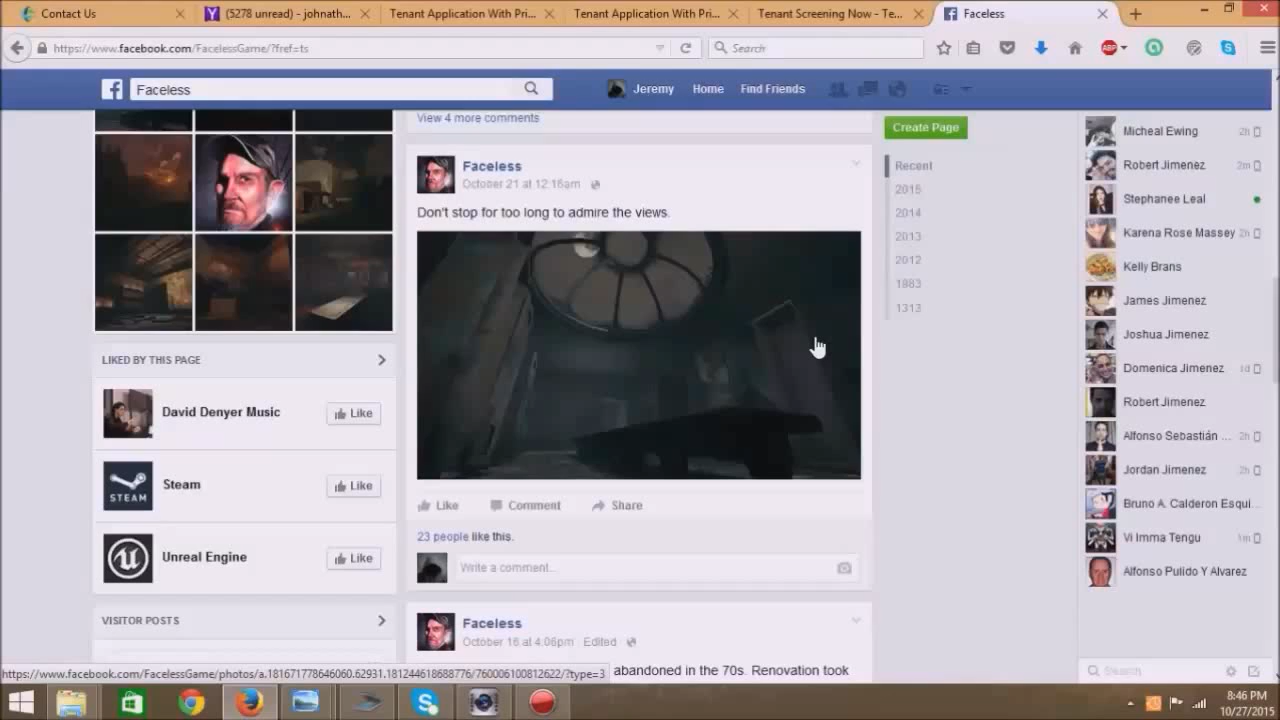 Contact Us
(5278 unread) - johnath...
Tenant Application With Pri...
Tenant Application With Pri...
Tenant Screening Now - Te...
Faceless
https://www.facebook.com/FacelessGame/?fref=ts
Search
ABP
Faceless
Jeremy
Home
Find Friends
View 4 more comments
Create Page
Faceless
October 21 at 12:16am
Don't stop for too long to admire the views.
Recent
2015
2014
2013
2012
1983
1313
LIKED BY THIS PAGE
David Denyer Music
Like
Steam
Like
STEAM
Unreal Engine
Like
Like
Comment
Share
23 people like this.
Write a comment...
VISITOR POSTS
Faceless
October 16 at 4:06pm
Edited
abandoned in the 70s. Renovation took
Micheal Ewing 2h
Robert Jimenez 2m
Stephanee Leal
Karena Rose Massey 2h
Kelly Brans
James Jimenez
Joshua Jimenez
Domenica Jimenez 1d
Robert Jimenez
Alfonso Sebastián ... 2h
Jordan Jimenez 2h
Bruno A. Calderon Esqui...
Vi Imma Tengu 1m
Alfonso Pulido Y Alvarez
Search
https://www.facebook.com/FacelessGame/photos/a.181671778646060.62931.181244618688776/760006100812622/?type=3
8:46 PM
10/27/2015